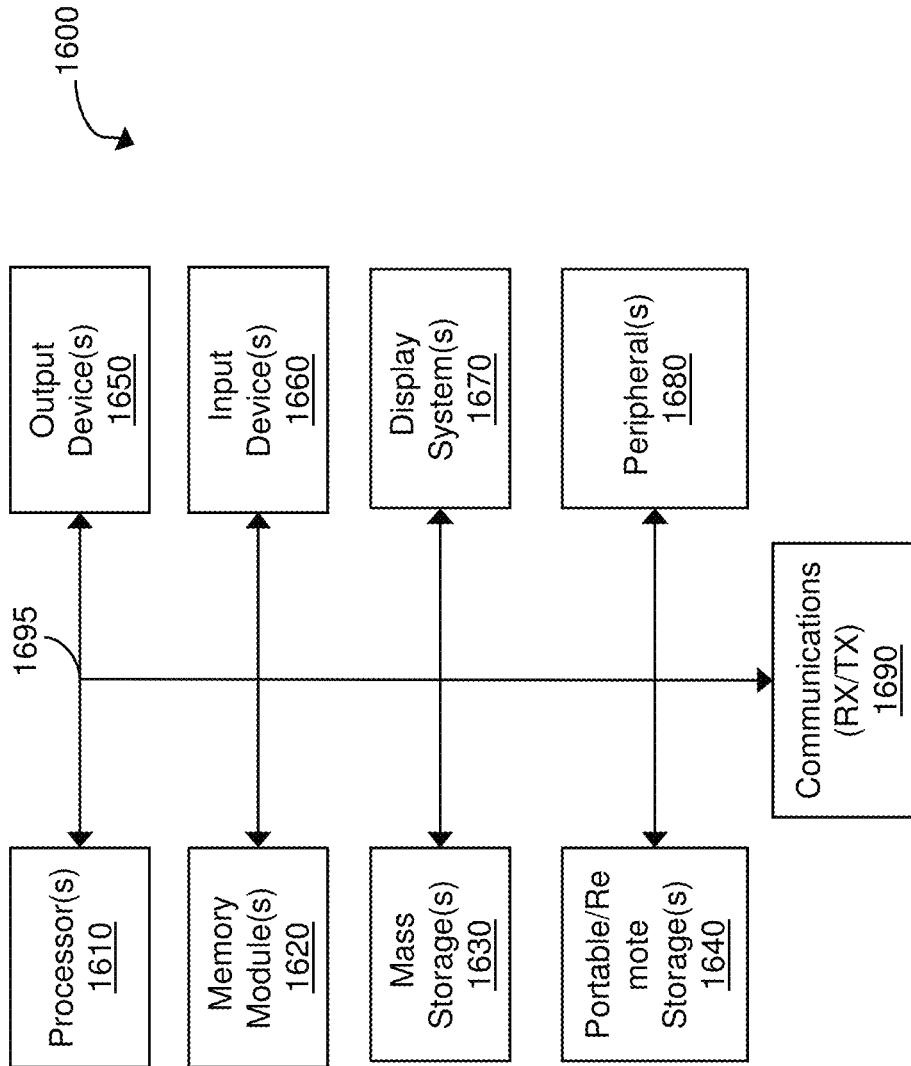 1600
1695
Processor(s)
1610
Output
Device(s)
1650
Memory
Module(s)
1620
Input
Device(s)
1660
Mass
Storage(s)
1630
Display
System(s)
1670
Portable/Re
mote
Storage(s)
1640
Peripheral(s)
1680
Communications
(RX/TX)
1690